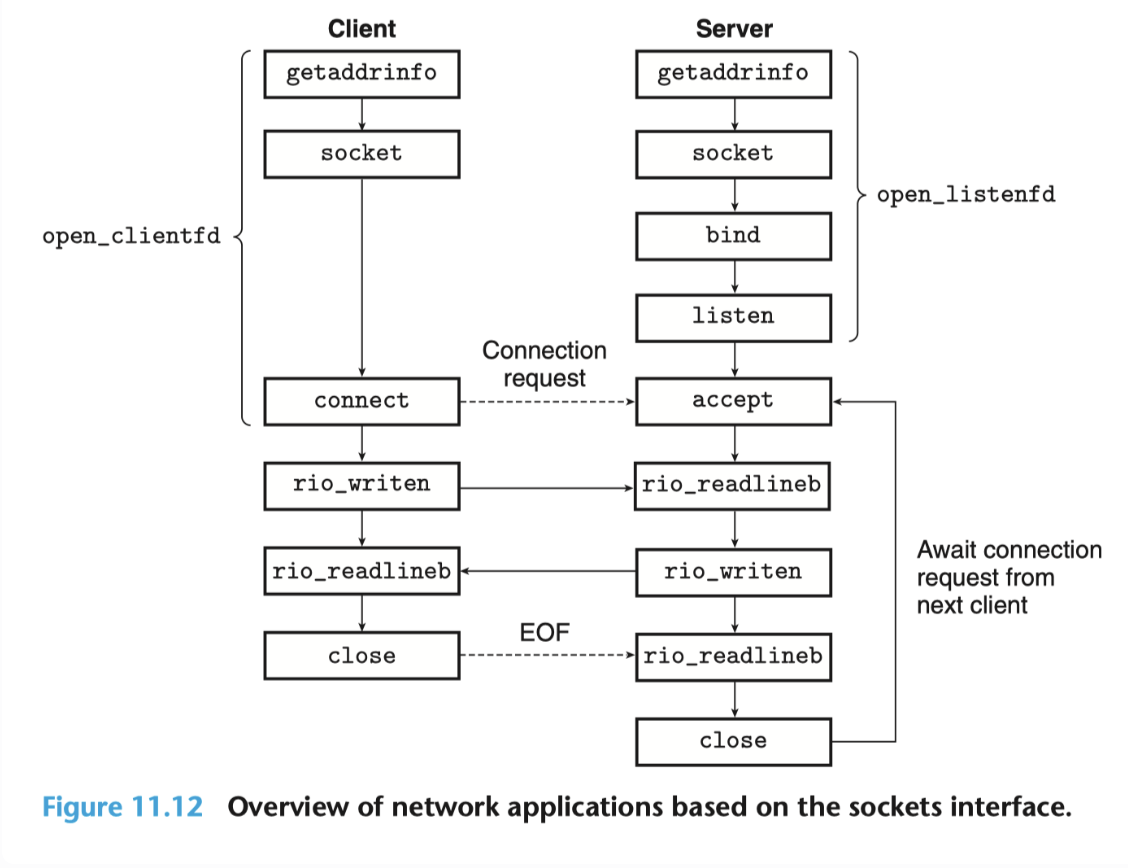 Client
Server
getaddrinfo
getaddrinfo
socket
socket
open_listenfd
open_clientfd
bind
listen
Connection
request
connect
accept
rio_writen
rio_readlineb
Await connection
request from
next client
rio_readlineb
rio_writen
EOF
close
rio_readlineb
close
Figure 11.12 Overview of network applications based on the sockets interface.